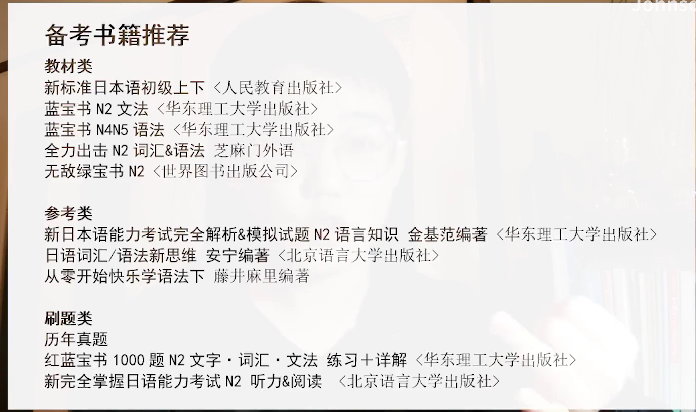 备考书籍推荐
教材类
新标准日本语初级上下 <人民教育出版社>
蓝宝书 N2 文法 <华东理工大学出版社>
蓝宝书 N4N5 语法 <华东理工大学出版社>
全力出击 N2 词汇&语法 芝麻门外语
无敌绿宝书 N2 <世界图书出版公司>
参考类
新日本语能力考试完全解析&模拟试题 N2 语言知识 金基范编著 <华东理工大学出版社>
日语词汇/语法新思维 安宁编著 <北京语言大学出版社>
从零开始快乐学语法下 藤井麻里编著
刷题类
历年真题
红蓝宝书 1000 题 N2 文字·词汇·文法 练习＋详解 <华东理工大学出版社>
新完全掌握日语能力考试 N2 听力&阅读 <北京语言大学出版社>